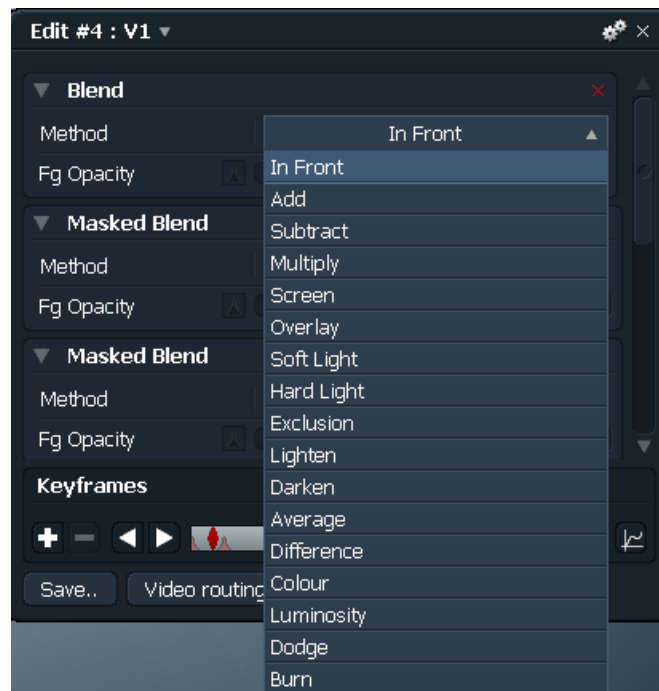 Edit #4 : V1
Blend
Method
In Front
Fg Opacity
In Front
Add
Subtract
Masked Blend
Multiply
Method
Screen
Fg Opacity
Overlay
Masked Blend
Soft Light
Method
Hard Light
Exclusion
Fg Opacity
Lighten
Keyframes
Darken
Average
Difference
Save..
Video routing
Colour
Luminosity
Dodge
Burn